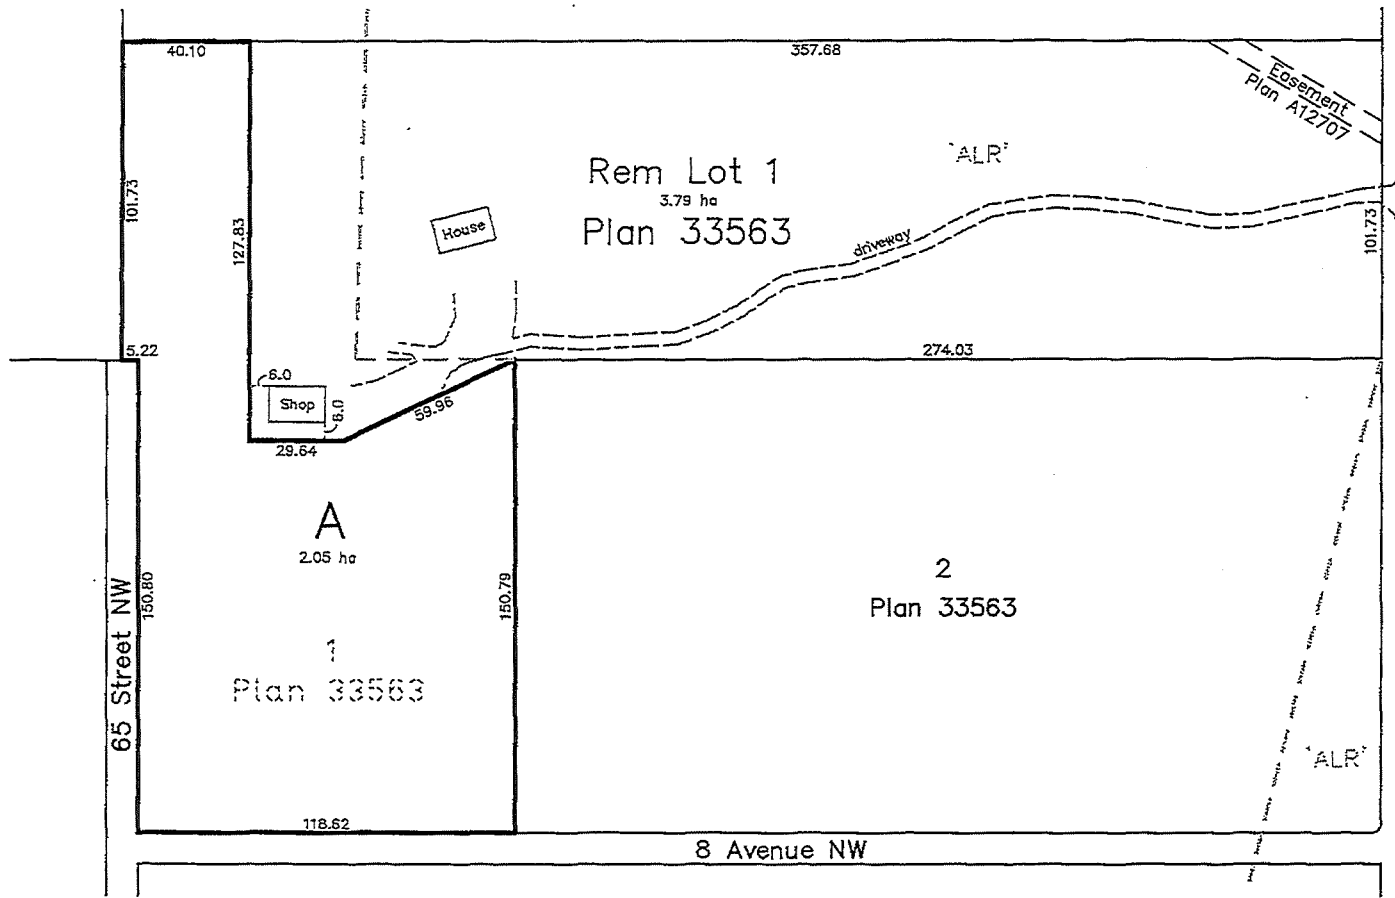 40.10
357.68
Easement
Plan A12707
'ALR'
Rem Lot 1
3.79 ha
Plan 33563
101.73
127.83
House
driveway
101.73
5.22
274.03
6.0
Shop
6.0
59.96
29.64
A
2.05 ha
2
Plan 33563
150.80
150.79
65 Street NW
1
Plan 33563
'ALR'
118.62
8 Avenue NW